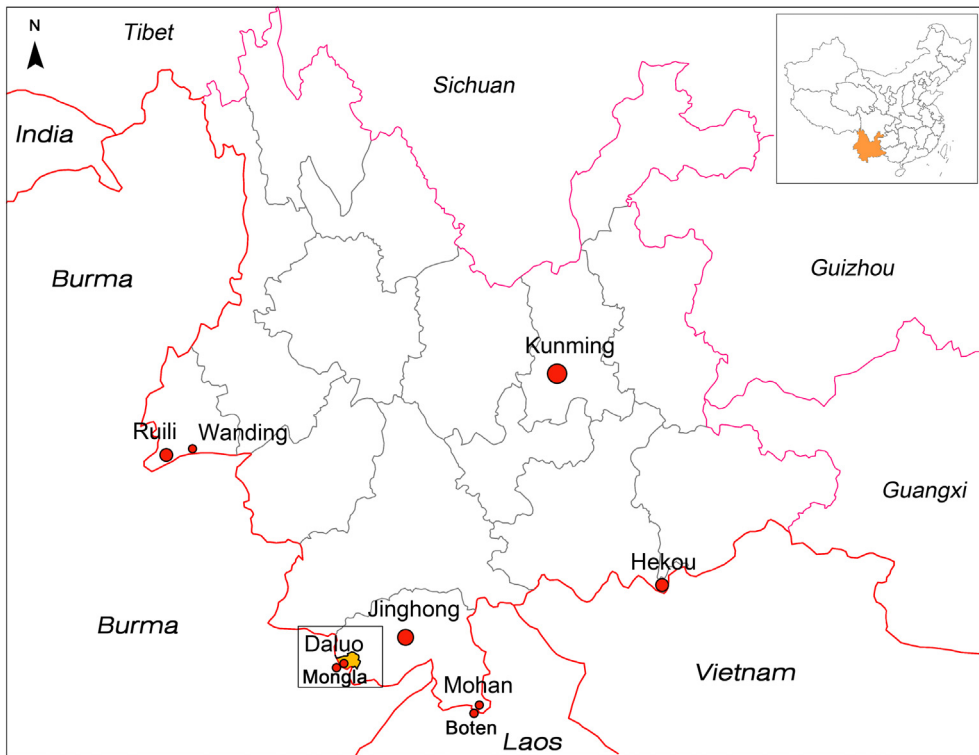 N
Tibet
Sichuan
India
Burma
Guizhou
Kunming
Ruili
Wanding
Guangxi
Hekou
Jinghong
Burma
Daluo
Mongla
Mohan
Vietnam
Boten
Laos